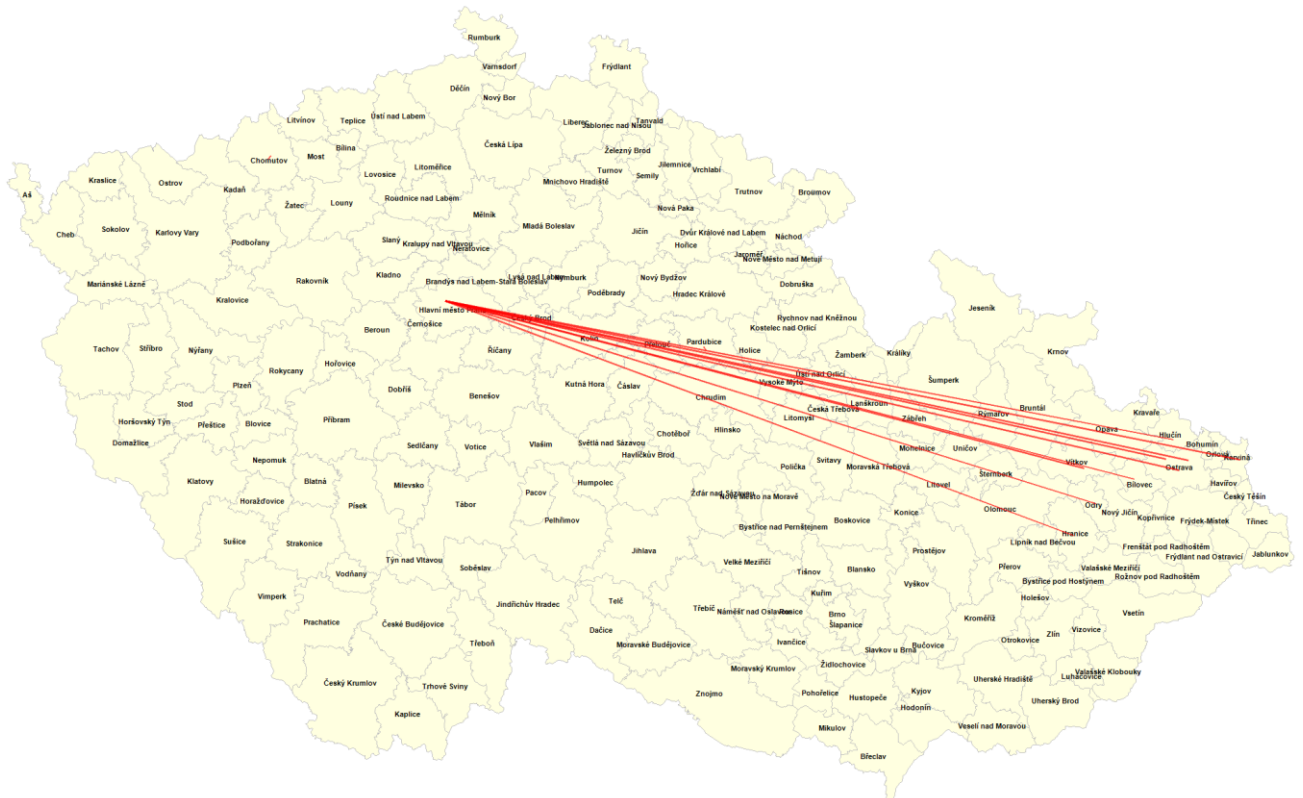 Rumburk
Varnsdorf
Frýdlant
Děčín
Nový Bor
Litvínov
Teplice
Ústí nad Labem
Liberec
Jablonec nad Nisou
Tanvald
Bílina
Česká Lípa
Železný Brod
Chomutov
Most
Litoměřice
Jilemnice
Vrchlabí
Lovosice
Turnov
Semily
Kraslice
Ostrov
Kadaň
Mnichovo Hradiště
Trutnov
Broumov
Aš
Žatec
Louny
Roudnice nad Labem
Nová Paka
Mělník
Mladá Boleslav
Jičín
Dvůr Králové nad Labem
Náchod
Cheb
Sokolov
Karlovy Vary
Podbořany
Slaný
Kralupy nad Vltavou
Neratovice
Hořice
Jaroměř
Nové Město nad Metují
Kladno
Lysá nad Labem
Nymburk
Nový Bydžov
Mariánské Lázně
Rakovník
Brandýs nad Labem-Stará Boleslav
Dobruška
Poděbrady
Hradec Králové
Kralovice
Hlavní město Praha
Český Brod
Rychnov nad Kněžnou
Jeseník
Beroun
Černošice
Kostelec nad Orlicí
Kolín
Přelouč
Pardubice
Holice
Tachov
Stříbro
Nýřany
Říčany
Žamberk
Králíky
Krnov
Rokycany
Hořovice
Ústí nad Orlicí
Šumperk
Plzeň
Dobříš
Benešov
Kutná Hora
Čáslav
Vysoké Mýto
Chrudim
Stod
Lanškroun
Česká Třebová
Rýmařov
Bruntál
Kravaře
Horšovský Týn
Přeštice
Blovice
Příbram
Litomyšl
Zábřeh
Opava
Hlučín
Domažlice
Sedlčany
Votice
Vlašim
Světlá nad Sázavou
Chotěboř
Hlinsko
Bohumín
Havlíčkův Brod
Mohelnice
Uničov
Orlová
Karviná
Nepomuk
Svitavy
Moravská Třebová
Vítkov
Ostrava
Klatovy
Blatná
Milevsko
Polička
Šternberk
Bílovec
Havířov
Horažďovice
Písek
Tábor
Pacov
Humpolec
Žďár nad Sázavou
Nové Město na Moravě
Litovel
Český Těšín
Pelhřimov
Konice
Olomouc
Odry
Nový Jičín
Kopřivnice
Frýdek-Místek
Třinec
Sušice
Strakonice
Bystřice nad Pernštejnem
Boskovice
Hranice
Lipník nad Bečvou
Frenštát pod Radhoštěm
Jablunkov
Týn nad Vltavou
Jihlava
Prostějov
Frýdlant nad Ostravicí
Vodňany
Soběslav
Velké Meziříčí
Tišnov
Blansko
Přerov
Valašské Meziříčí
Rožnov pod Radhoštěm
Vimperk
Vyškov
Bystřice pod Hostýnem
Jindřichův Hradec
Telč
Kuřim
Holešov
Prachatice
České Budějovice
Třebíč
Náměšť nad Oslavou
Rosice
Brno
Šlapanice
Kroměříž
Vsetín
Třeboň
Dačice
Moravské Budějovice
Ivančice
Slavkov u Brna
Bučovice
Otrokovice
Zlín
Vizovice
Český Krumlov
Trhové Sviny
Moravský Krumlov
Židlochovice
Uherské Hradiště
Luhačovice
Valašské Klobouky
Znojmo
Pohořelice
Hustopeče
Kyjov
Hodonín
Uherský Brod
Kaplice
Mikulov
Veselí nad Moravou
Břeclav